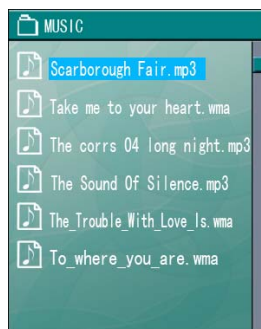 MUSIC
Scarborough Fair.mp3
Take me to your heart.wma
The corrs 04 long night.mp3
The Sound Of Silence.mp3
The_Trouble_With_Love_Is.wma
To_where_you_are.wma